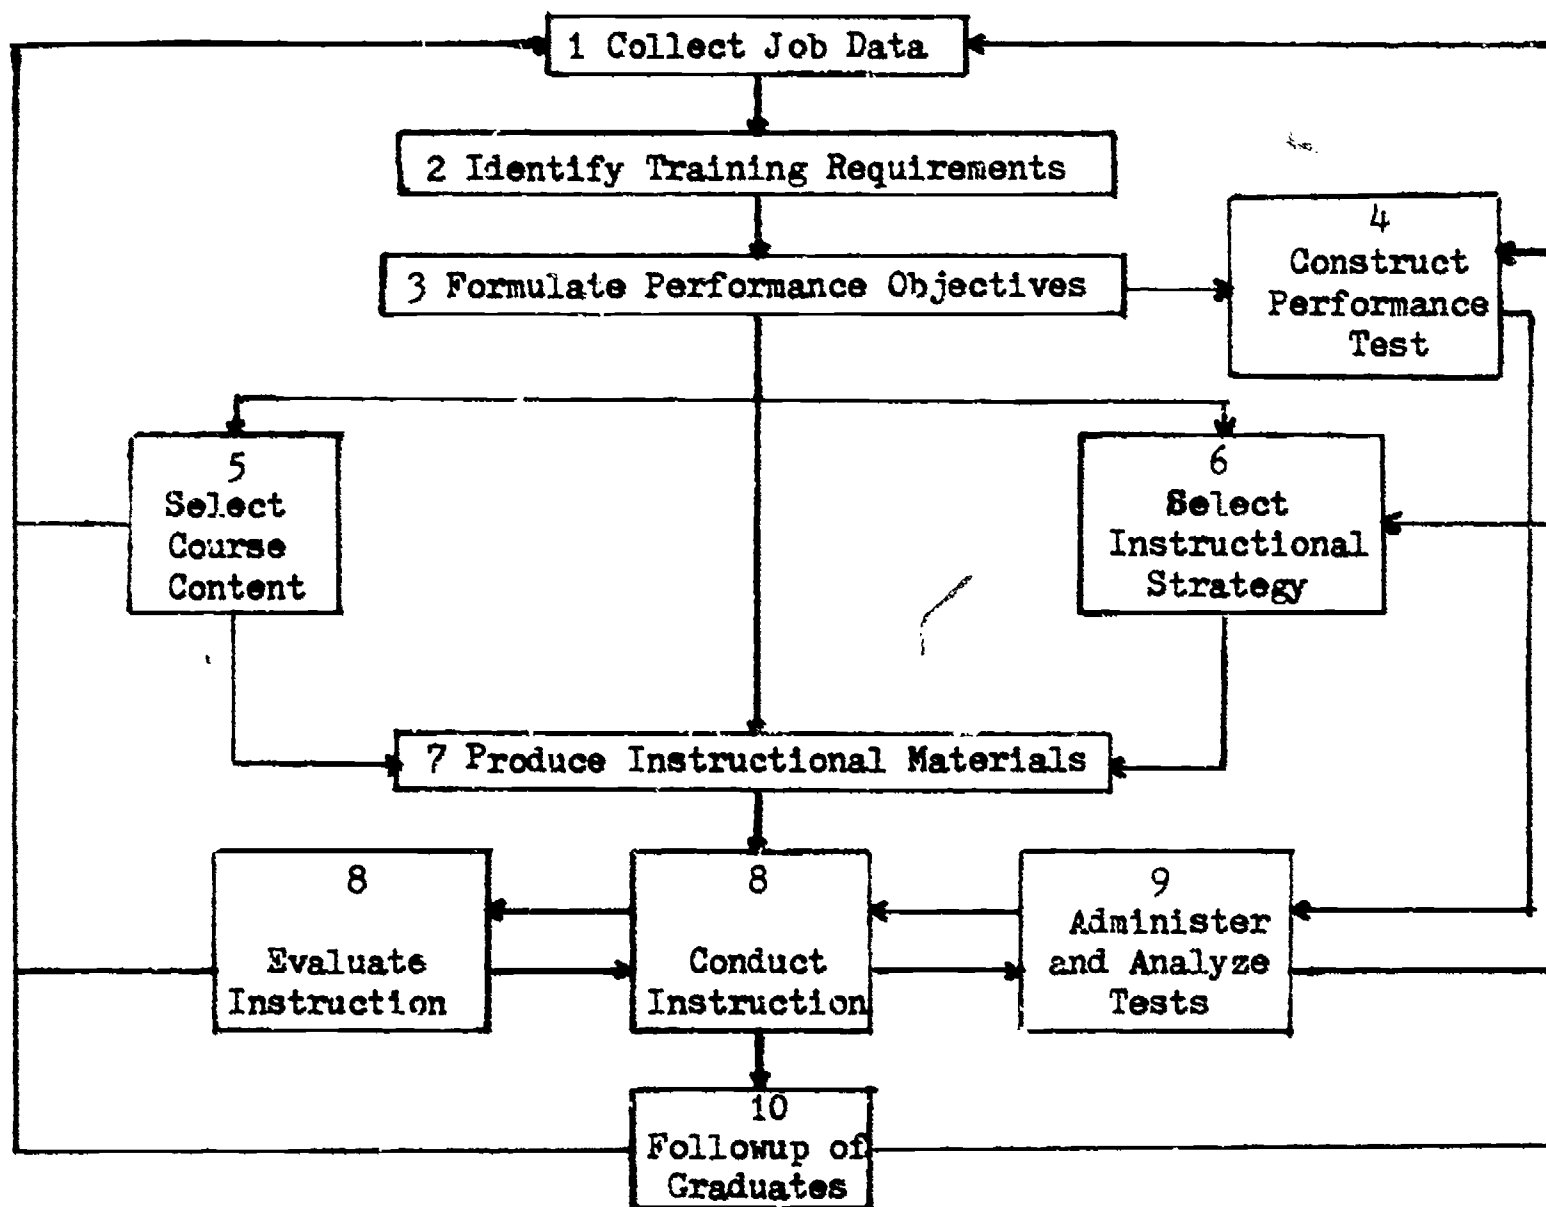 1 Collect Job Data
2 Identify Training Requirements
3 Formulate Performance Objectives
4
Construct
Performance
Test
5
Select
Course
Content
6
Select
Instructional
Strategy
7 Produce Instructional Materials
8
Evaluate
Instruction
8
Conduct
Instruction
9
Administer
and Analyze
Tests
10
Followup of
Graduates